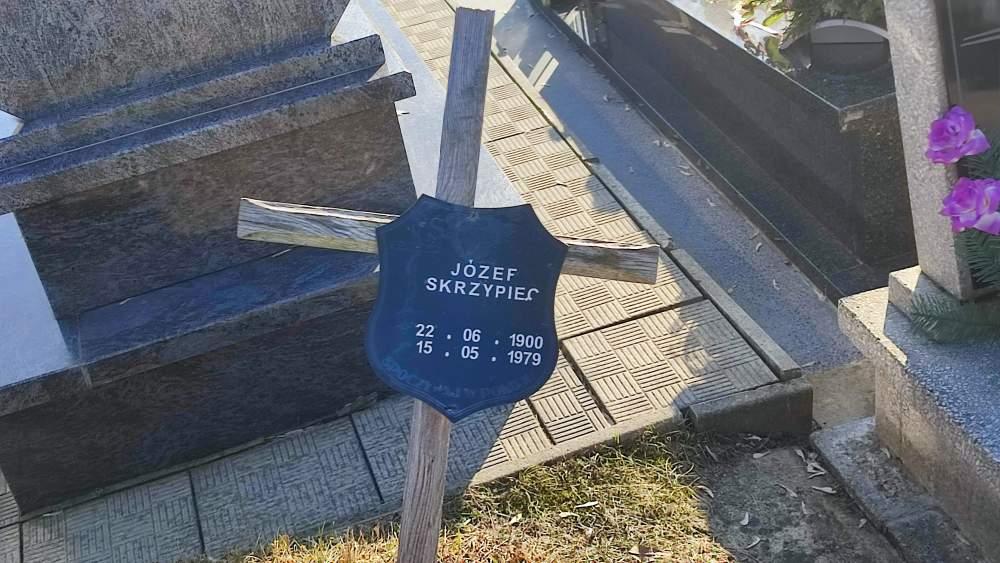 JÓZEF
SKRZYPIEC
22 . 06 . 1900
15 . 05 . 1979